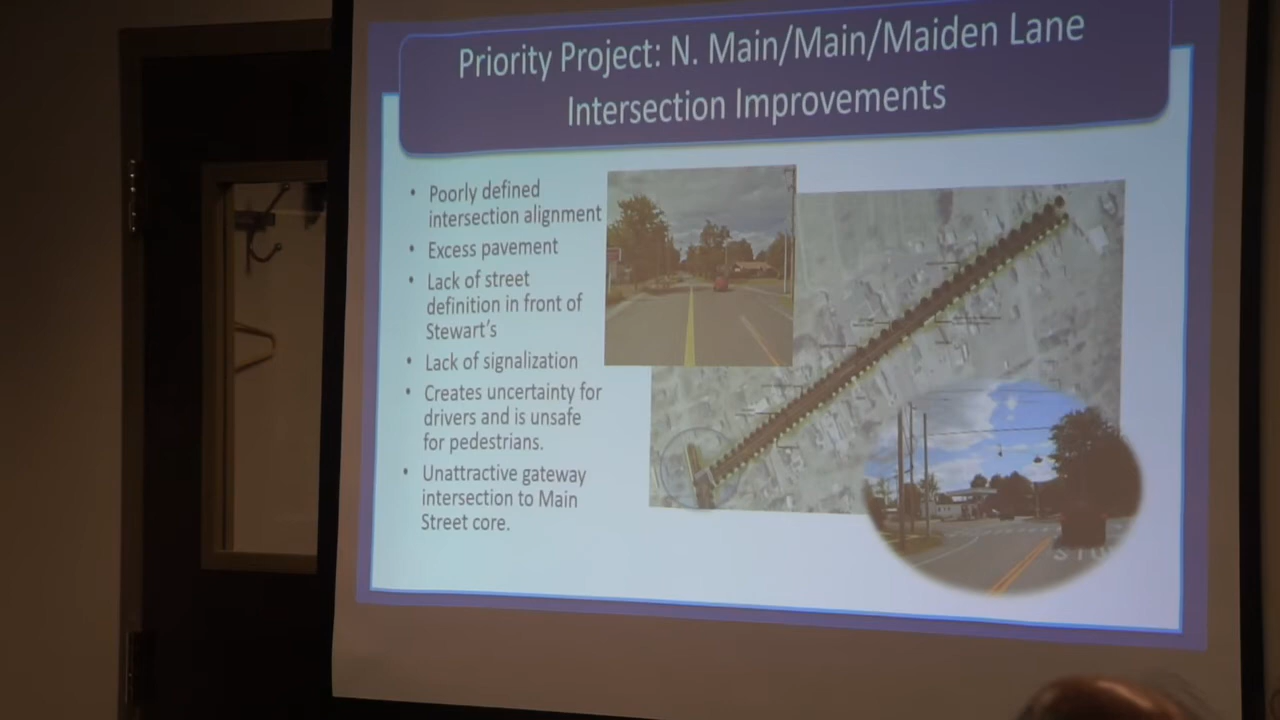 Priority Project: N. Main/Main/Maiden Lane
Intersection Improvements
• Poorly defined
intersection alignment
• Excess pavement
• Lack of street
definition in front of
Stewart's
• Lack of signalization
• Creates uncertainty for
drivers and is unsafe
for pedestrians.
• Unattractive gateway
intersection to Main
Street core.